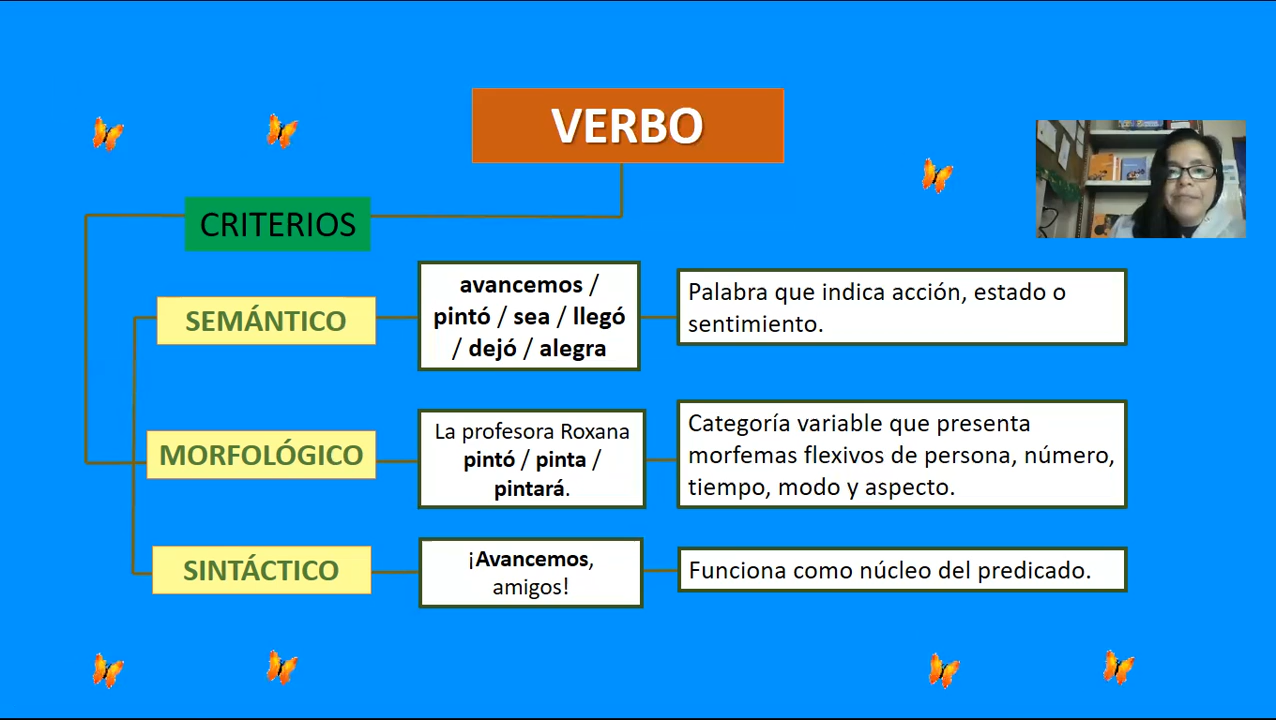 VERBO
CRITERIOS
SEMÁNTICO
avancemos /
pintó / sea / llegó
/ dejó / alegra
Palabra que indica acción, estado o
sentimiento.
MORFOLÓGICO
La profesora Roxana
pintó / pinta /
pintará.
Categoría variable que presenta
morfemas flexivos de persona, número,
tiempo, modo y aspecto.
SINTÁCTICO
¡Avancemos,
amigos!
Funciona como núcleo del predicado.